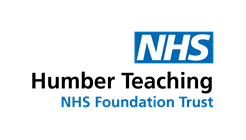 NHS
Humber Teaching
NHS Foundation Trust